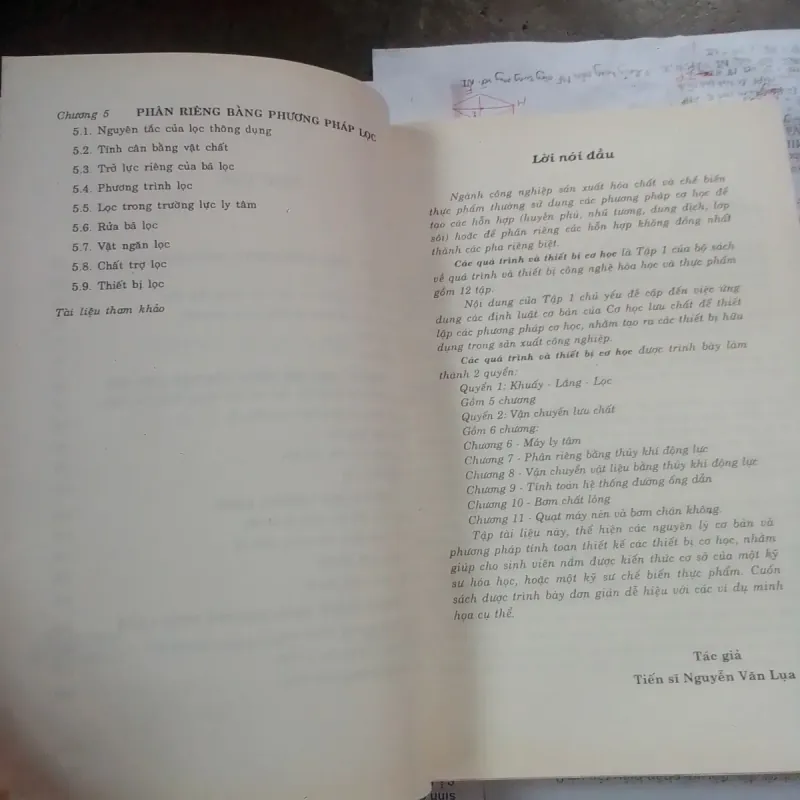 Chương 5 PHÂN RIÊNG BẰNG PHƯƠNG PHÁP LỌC
5.1. Nguyên tắc của lọc thông dụng
5.2. Tính cân bằng vật chất
5.3. Trở lực riêng của bã lọc
5.4. Phương trình lọc
5.5. Lọc trong trường lực ly tâm
5.6. Rửa bã lọc
5.7. Vật ngăn lọc
5.8. Chất trợ lọc
5.9. Thiết bị lọc
Tài liệu tham khảo
Lời nói đầu
Ngành công nghiệp sản xuất hóa chất và chế biến
thực phẩm thường sử dụng các phương pháp cơ học để
tạo các hỗn hợp (huyền phù, nhũ tương, dung dịch, lớp
sôi) hoặc để phân riêng các hỗn hợp không đồng nhất
thành các pha riêng biệt.
Các quá trình và thiết bị cơ học là Tập 1 của bộ sách
về quá trình và thiết bị công nghệ hóa học và thực phẩm
gồm 12 tập.
Nội dung của Tập 1 chủ yếu đề cập đến việc ứng
dụng các định luật cơ bản của Cơ học lưu chất để thiết
lập các phương pháp cơ học, nhằm tạo ra các thiết bị hữu
dụng trong sản xuất công nghiệp.
Các quá trình và thiết bị cơ học được trình bày làm
thành 2 quyển:
Quyển 1: Khuấy - Lắng - Lọc
Gồm 5 chương
Quyển 2: Vận chuyển lưu chất
Gồm 6 chương:
Chương 6 - Máy ly tâm
Chương 7 - Phân riêng bằng thủy khí động lực
Chương 8 - Vận chuyển vật liệu bằng thủy khí động lực
Chương 9 - Tính toán hệ thống đường ống dẫn
Chương 10 - Bơm chất lỏng
Chương 11 - Quạt máy nén và bơm chân không.
Tập tài liệu này, thể hiện các nguyên lý cơ bản và
phương pháp tính toán thiết kế các thiết bị cơ học, nhằm
giúp cho sinh viên nắm được kiến thức cơ sở của một kỹ
sư hóa học, hoặc một kỹ sư chế biến thực phẩm. Cuốn
sách được trình bày đơn giản dễ hiệu với các ví dụ minh
họa cụ thể.
Tác giả
Tiến sĩ Nguyễn Văn Lụa